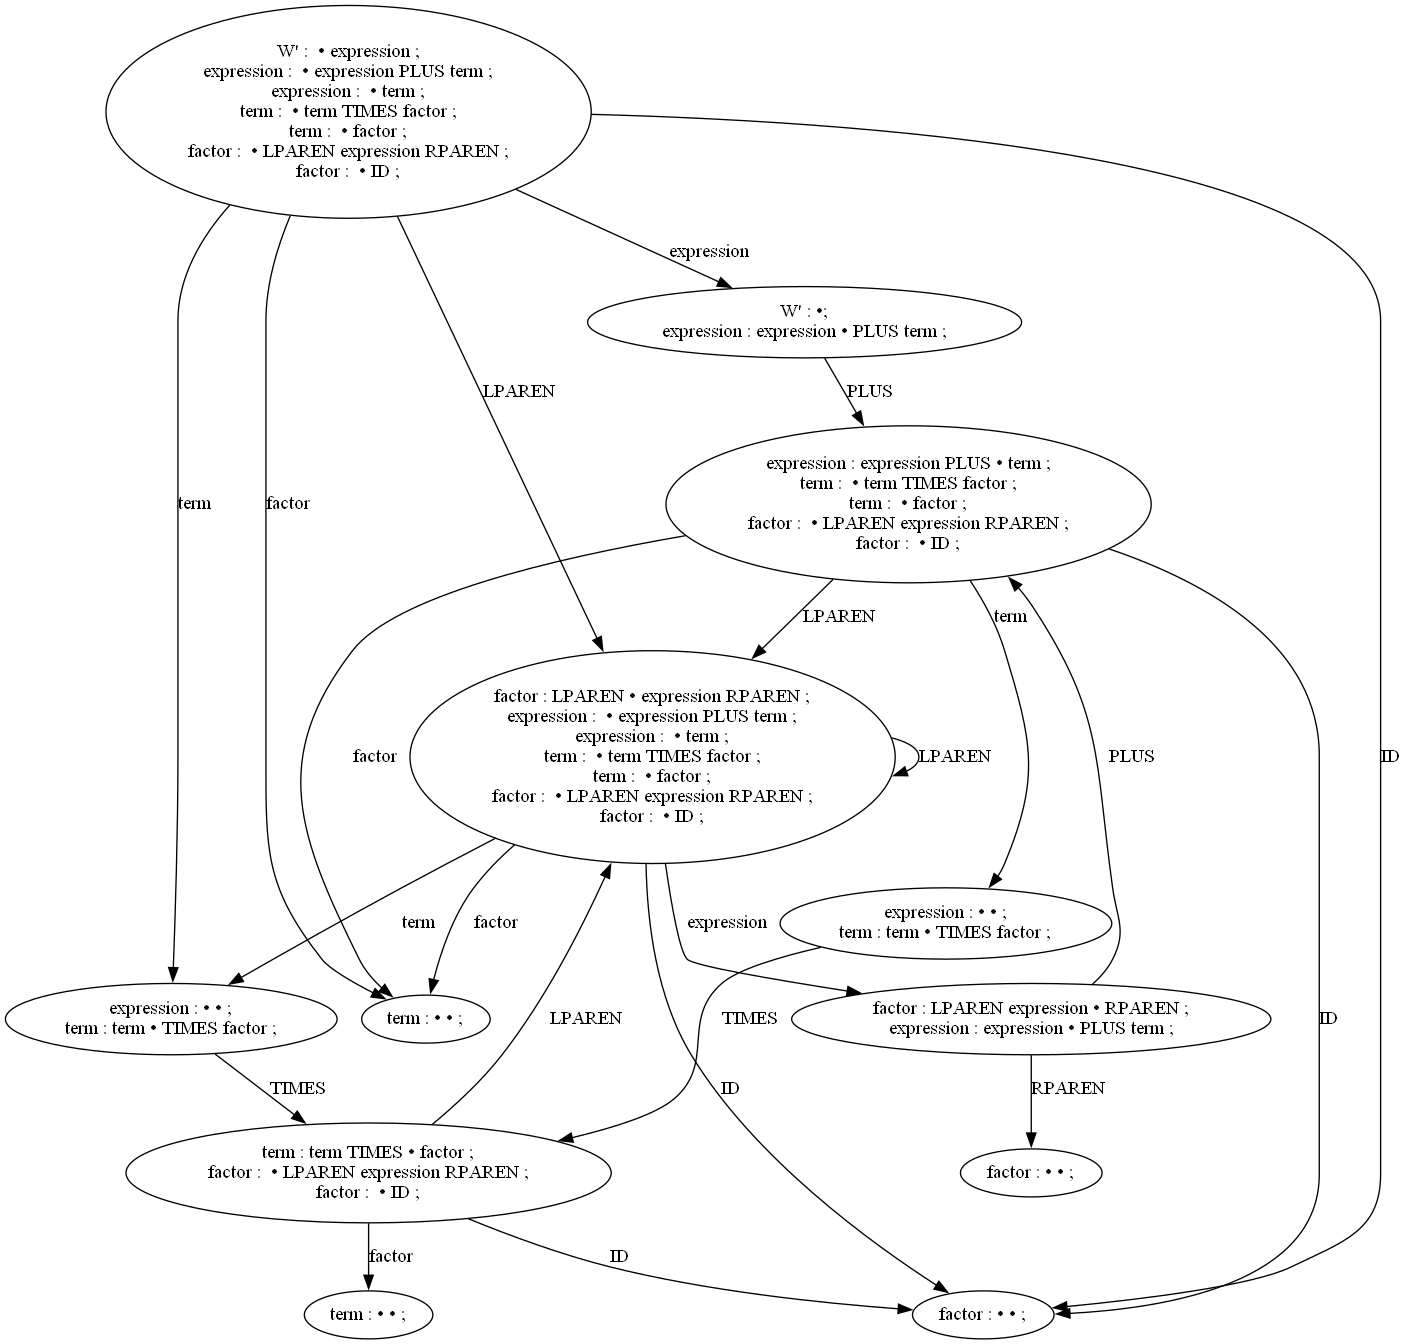 W' :  • expression ;
expression :  • expression PLUS term ;
expression :  • term ;
term :  • term TIMES factor ;
term :  • factor ;
factor :  • LPAREN expression RPAREN ;
factor :  • ID ;
expression
W' : •;
expression : expression • PLUS term ;
LPAREN
PLUS
term
factor
expression : expression PLUS • term ;
term :  • term TIMES factor ;
term :  • factor ;
factor :  • LPAREN expression RPAREN ;
factor :  • ID ;
LPAREN
term
factor : LPAREN • expression RPAREN ;
expression :  • expression PLUS term ;
expression :  • term ;
term :  • term TIMES factor ;
term :  • factor ;
factor :  • LPAREN expression RPAREN ;
factor :  • ID ;
factor
LPAREN
PLUS
ID
term
factor
expression
expression : • • ;
term : term • TIMES factor ;
expression : • • ;
term : term • TIMES factor ;
term : • • ;
LPAREN
TIMES
factor : LPAREN expression • RPAREN ;
expression : expression • PLUS term ;
ID
TIMES
ID
RPAREN
term : term TIMES • factor ;
factor :  • LPAREN expression RPAREN ;
factor :  • ID ;
factor : • • ;
factor
ID
term : • • ;
factor : • • ;